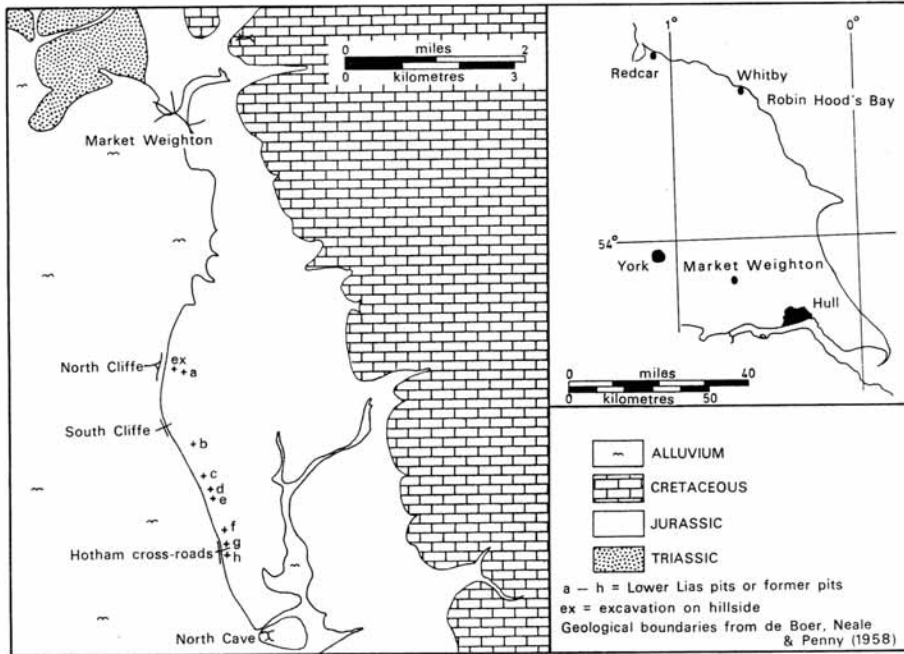 0 miles 2
0 kilometres 3
Market Weighton
North Cliffe
ex
a
South Cliffe
b
c
d
e
f
g
Hotham cross-roads
h
North Cave
1° 0°
Redcar
Whitby
Robin Hood's Bay
54°
York
Market Weighton
Hull
0 miles 40
0 kilometres 50
ALLUVIUM
CRETACEOUS
JURASSIC
TRIASSIC
a – h = Lower Lias pits or former pits
ex = excavation on hillside
Geological boundaries from de Boer, Neale
& Penny (1958)